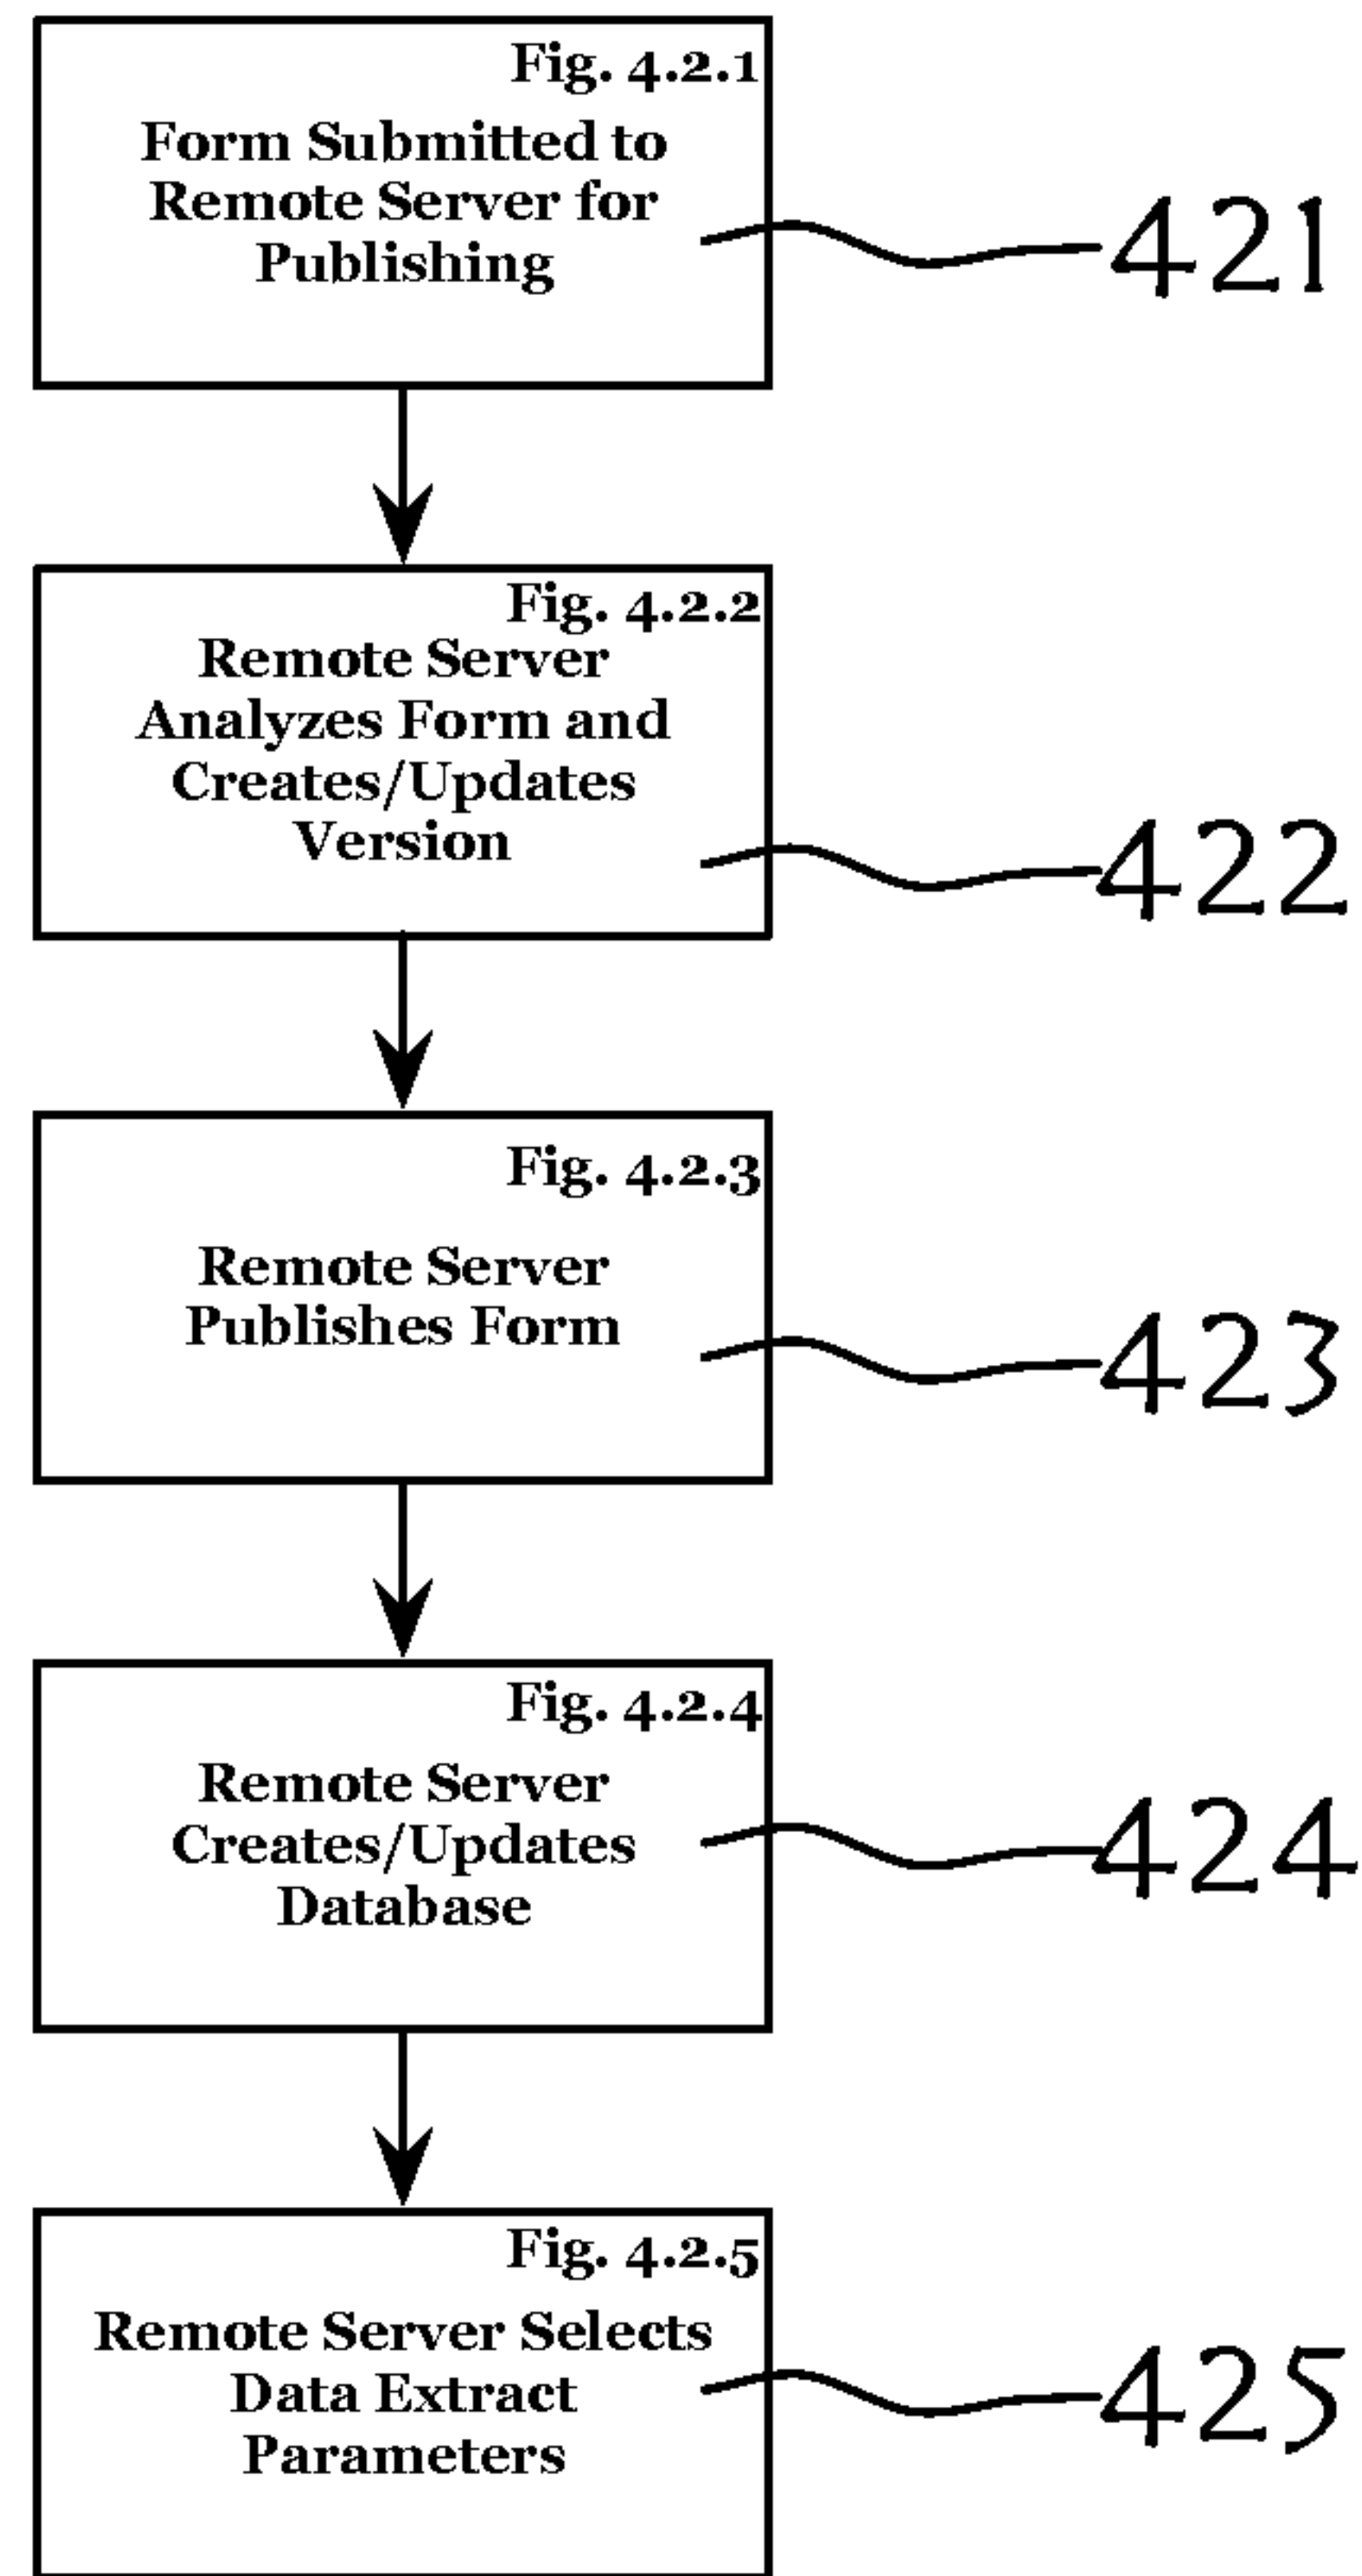 Fig. 4.2.1
Form Submitted to
Remote Server for
Publishing
421
Fig. 4.2.2
Remote Server
Analyzes Form and
Creates/Updates
Version
422
Fig. 4.2.3
Remote Server
Publishes Form
423
Fig. 4.2.4
Remote Server
Creates/Updates
Database
424
Fig. 4.2.5
Remote Server Selects
Data Extract
Parameters
425